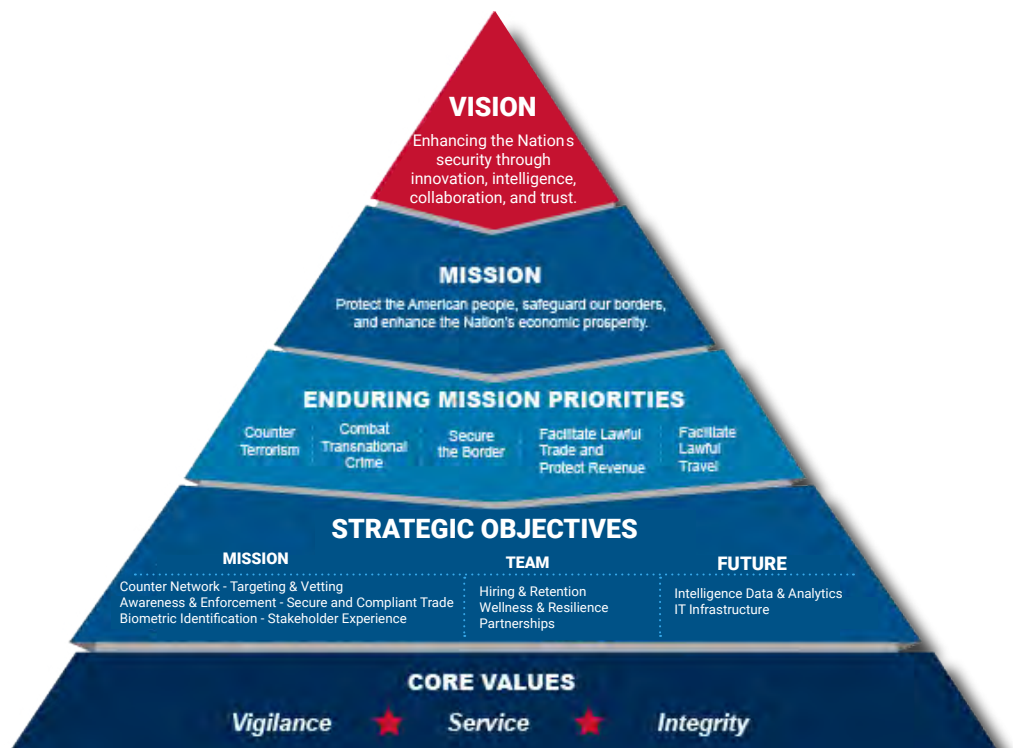 VISION
Enhancing the Nations
security through
innovation, intelligence,
collaboration, and trust.
MISSION
Protect the American people, safeguard our borders,
and enhance the Nation's economic prosperity.
ENDURING MISSION PRIORITIES
Counter
Terrorism
Combat
Transnational
Crime
Secure
the Border
Facilitate Lawful
Trade and
Protect Revenue
Facilitate
Lawful
Travel
STRATEGIC OBJECTIVES
MISSION
Counter Network - Targeting & Vetting
Awareness & Enforcement - Secure and Compliant Trade
Biometric Identification - Stakeholder Experience
TEAM
Hiring & Retention
Wellness & Resilience
Partnerships
FUTURE
Intelligence Data & Analytics
IT Infrastructure
CORE VALUES
Vigilance ★ Service ★ Integrity